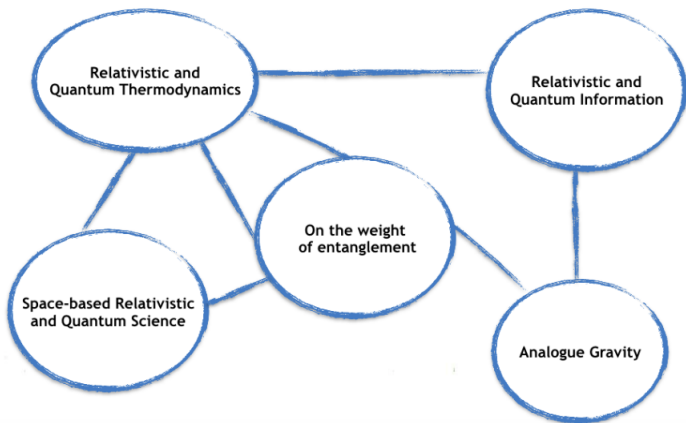 Relativistic and
Quantum Thermodynamics
Relativistic and
Quantum Information
On the weight
of entanglement
Space-based Relativistic
and Quantum Science
Analogue Gravity